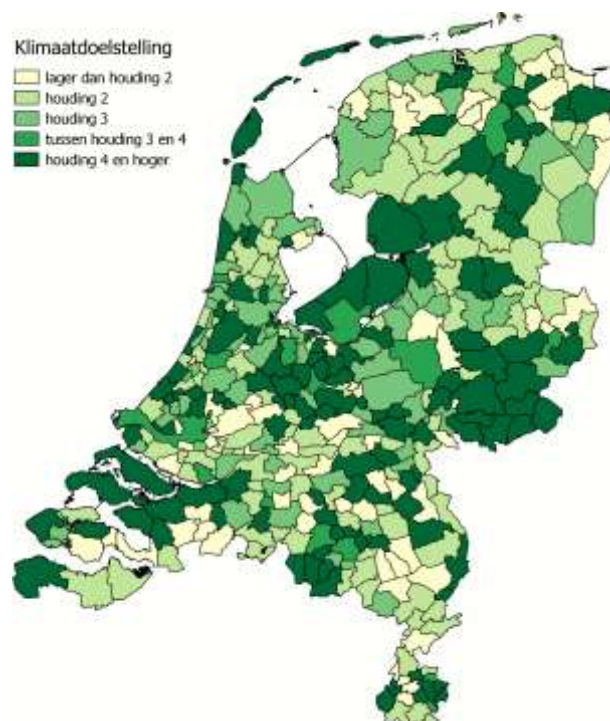 Klimaatdoelstelling
lager dan houding 2
houding 2
houding 3
tussen houding 3 en 4
houding 4 en hoger